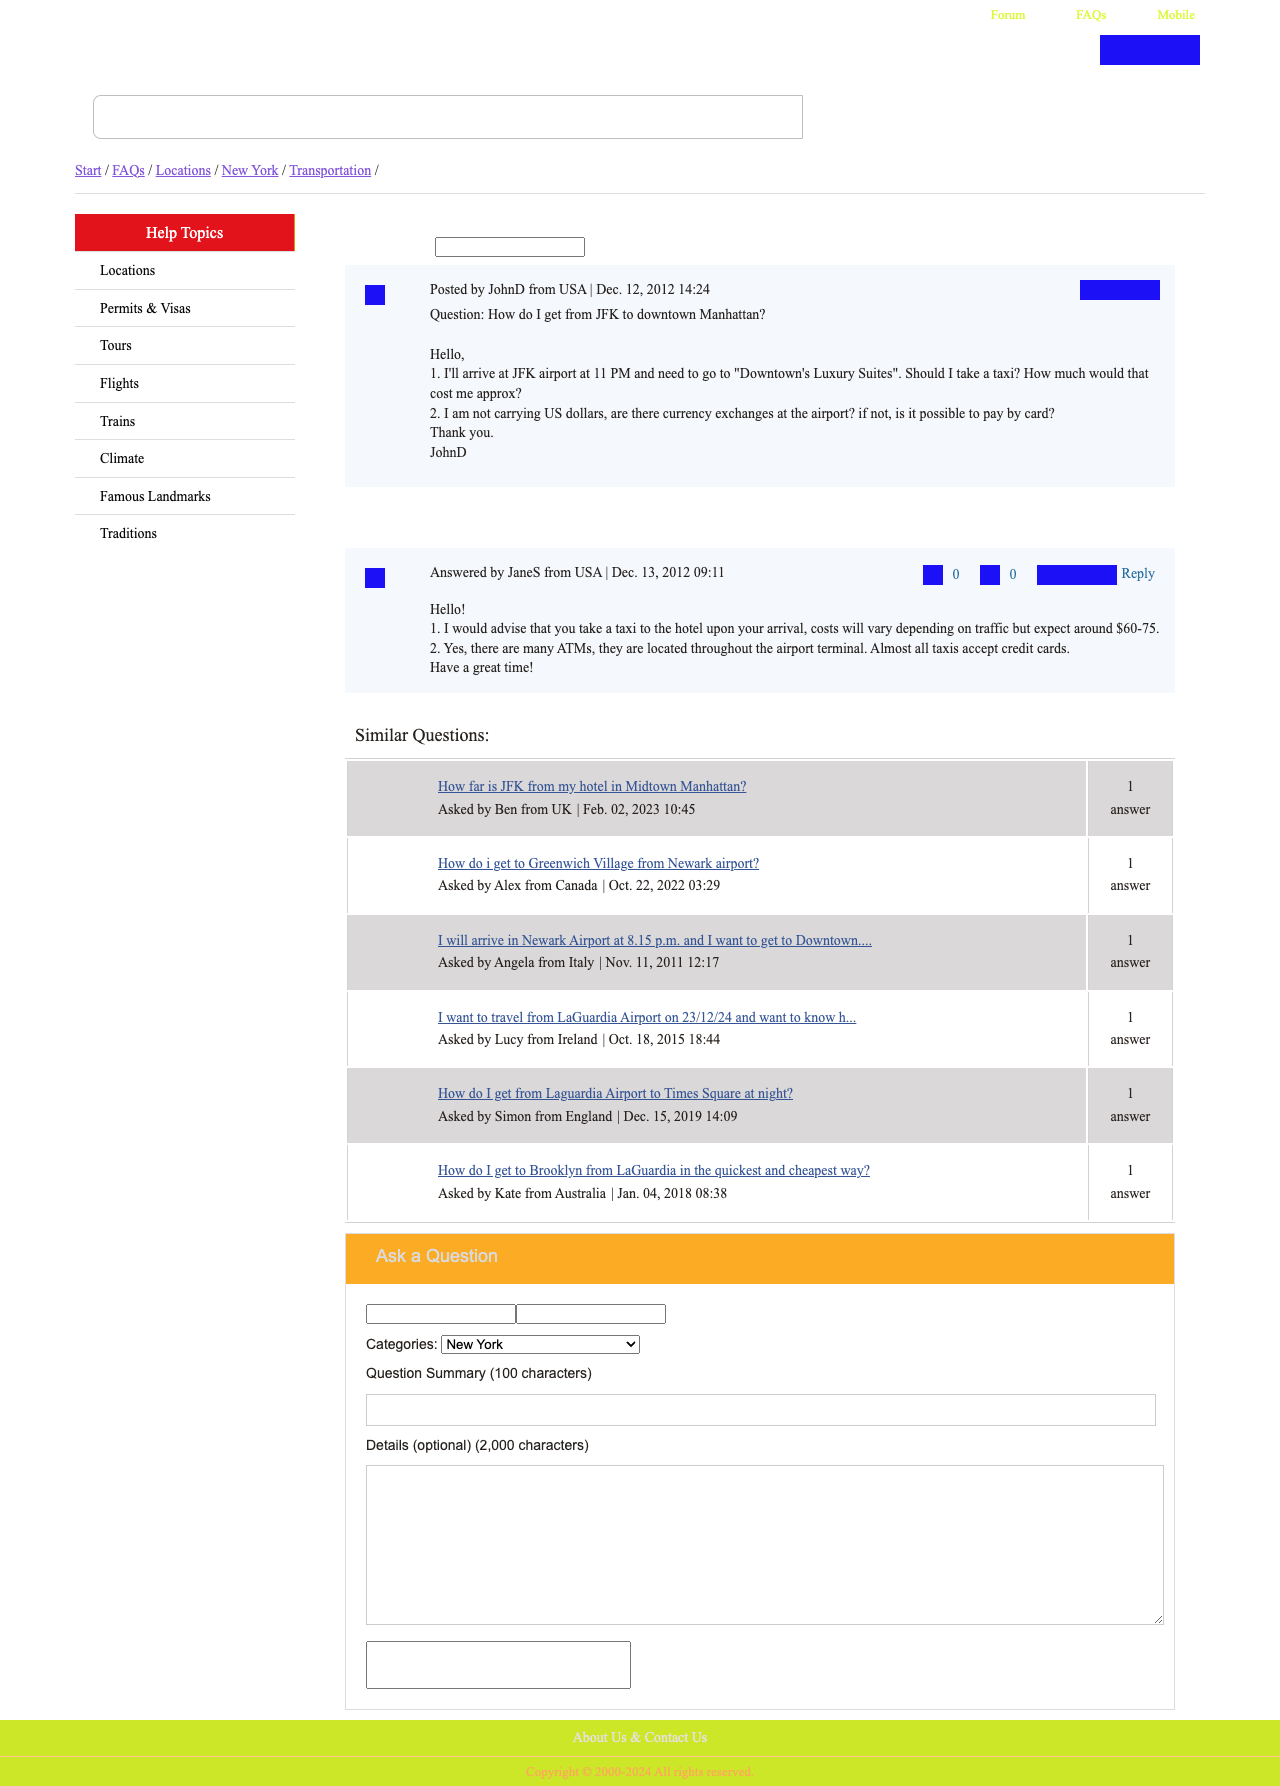 Forum FAQs Mobile
Start / FAQs / Locations / New York / Transportation /
Help Topics
Locations
Permits & Visas
Tours
Flights
Trains
Climate
Famous Landmarks
Traditions
Posted by JohnD from USA | Dec. 12, 2012 14:24
Question: How do I get from JFK to downtown Manhattan?
Hello,
1. I'll arrive at JFK airport at 11 PM and need to go to "Downtown's Luxury Suites". Should I take a taxi? How much would that
cost me approx?
2. I am not carrying US dollars, are there currency exchanges at the airport? if not, is it possible to pay by card?
Thank you.
JohnD
Answered by JaneS from USA | Dec. 13, 2012 09:11 0 0 Reply
Hello!
1. I would advise that you take a taxi to the hotel upon your arrival, costs will vary depending on traffic but expect around $60-75.
2. Yes, there are many ATMs, they are located throughout the airport terminal. Almost all taxis accept credit cards.
Have a great time!
Similar Questions:
How far is JFK from my hotel in Midtown Manhattan? 1
Asked by Ben from UK | Feb. 02, 2023 10:45 answer
How do i get to Greenwich Village from Newark airport? 1
Asked by Alex from Canada | Oct. 22, 2022 03:29 answer
I will arrive in Newark Airport at 8.15 p.m. and I want to get to Downtown.... 1
Asked by Angela from Italy | Nov. 11, 2011 12:17 answer
I want to travel from LaGuardia Airport on 23/12/24 and want to know h... 1
Asked by Lucy from Ireland | Oct. 18, 2015 18:44 answer
How do I get from Laguardia Airport to Times Square at night? 1
Asked by Simon from England | Dec. 15, 2019 14:09 answer
How do I get to Brooklyn from LaGuardia in the quickest and cheapest way? 1
Asked by Kate from Australia | Jan. 04, 2018 08:38 answer
Ask a Question
Categories: New York
Question Summary (100 characters)
Details (optional) (2,000 characters)
About Us & Contact Us
Copyright © 2000-2024 All rights reserved.